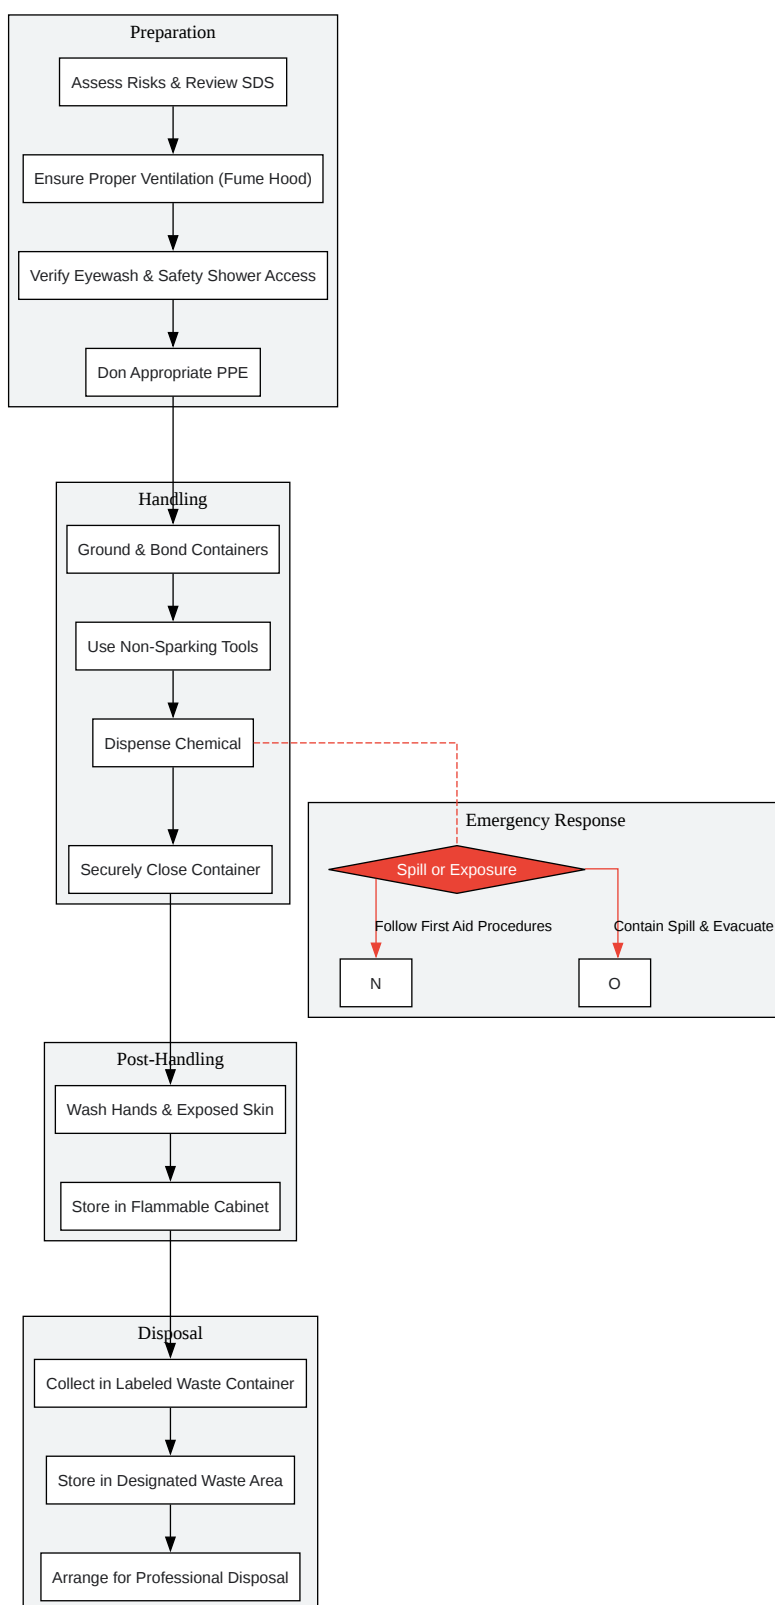 Preparation
Assess Risks & Review SDS
Ensure Proper Ventilation (Fume Hood)
Verify Eyewash & Safety Shower Access
Don Appropriate PPE
Handling
Ground & Bond Containers
Use Non-Sparking Tools
Dispense Chemical
Securely Close Container
Emergency Response
Spill or Exposure
Follow First Aid Procedures
Contain Spill & Evacuate
N
O
Post-Handling
Wash Hands & Exposed Skin
Store in Flammable Cabinet
Disposal
Collect in Labeled Waste Container
Store in Designated Waste Area
Arrange for Professional Disposal